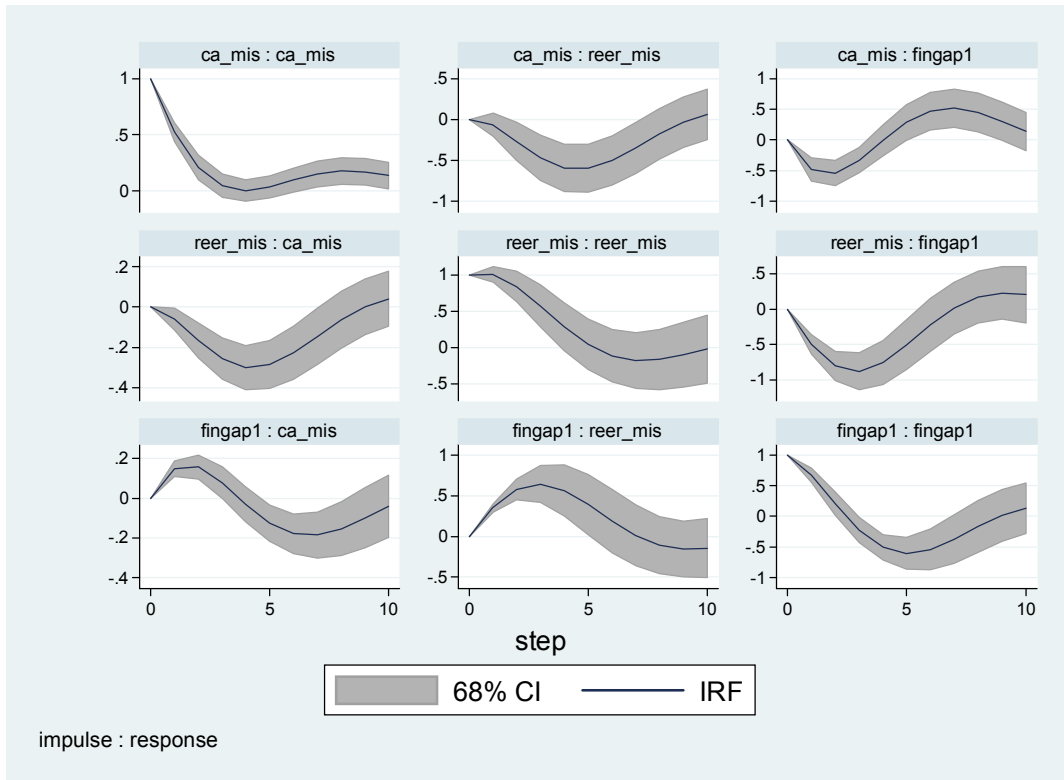 ca_mis : ca_mis
ca_mis : reer_mis
ca_mis : fingap1
1
.5
0
.5
0
-.5
-1
1
.5
0
-.5
-1
reer_mis : ca_mis
reer_mis : reer_mis
reer_mis : fingap1
.2
0
-.2
-.4
1
.5
0
-.5
.5
0
-.5
-1
fingap1 : ca_mis
fingap1 : reer_mis
fingap1 : fingap1
.2
0
-.2
-.4
1
.5
0
-.5
1
.5
0
-.5
-1
0 5 10
0 5 10
0 5 10
step
68% CI IRF
impulse : response